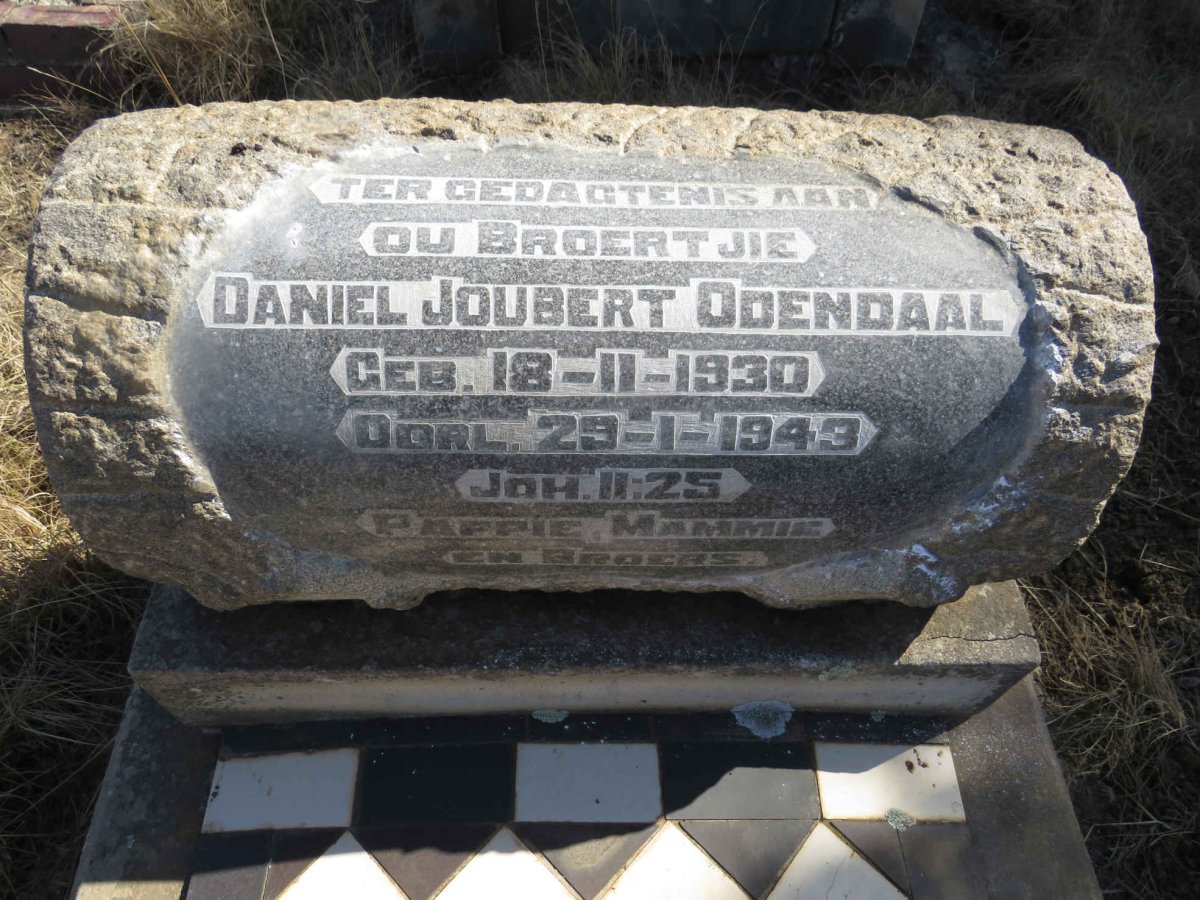 TER GEDAGTENIS AAN
OU BROERTJIE
DANIEL JOUBERT ODENDAAL
GEB. 18-11-1930
OORL. 29-1-1943
JOH. 11:25
PAPPIE, MAMMIE
EN BROERS